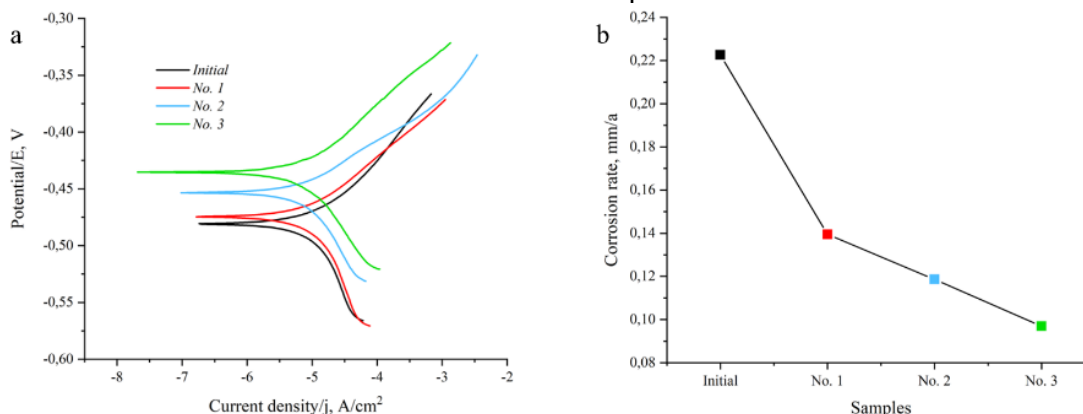 a
-0,30
-0,35
-0,40
-0,45
-0,50
-0,55
-0,60
Potential/E, V
Initial
No. 1
No. 2
No. 3
-8 -7 -6 -5 -4 -3 -2
Current density/j, A/cm²
b
0,24
0,22
0,20
0,18
0,16
0,14
0,12
0,10
0,08
Corrosion rate, mm/a
Initial No. 1 No. 2 No. 3
Samples